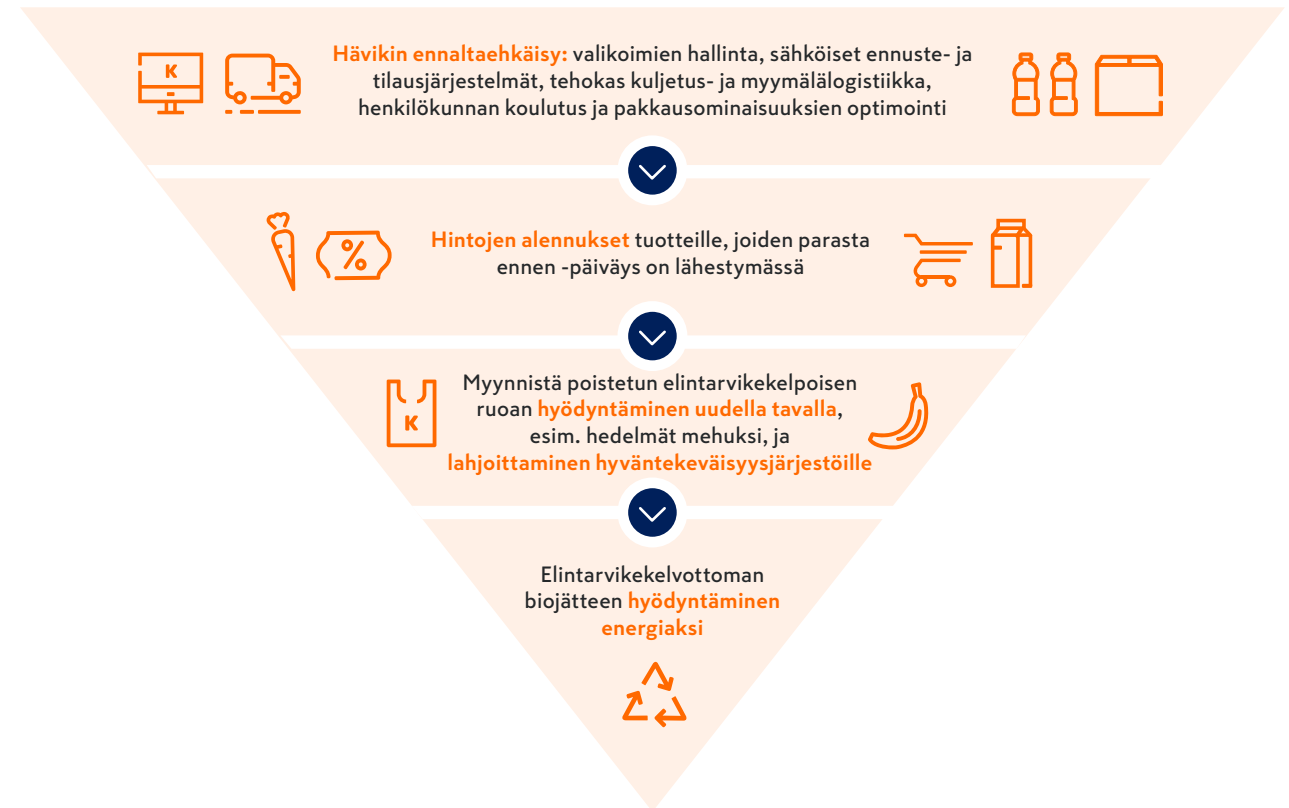 K
Hävikin ennaltaehkäisy: valikoimien hallinta, sähköiset ennuste- ja
tilausjärjestelmät, tehokas kuljetus- ja myymälälogistiikka,
henkilökunnan koulutus ja pakkausominaisuuksien optimointi
%
Hintojen alennukset tuotteille, joiden parasta
ennen -päiväys on lähestymässä
K
Myynnistä poistetun elintarvikekelpoisen
ruoan hyödyntäminen uudella tavalla,
esim. hedelmät mehuksi, ja
lahjoittaminen hyväntekeväisyysjärjestöille
Elintarvikekelvottoman
biojätteen hyödyntäminen
energiaksi